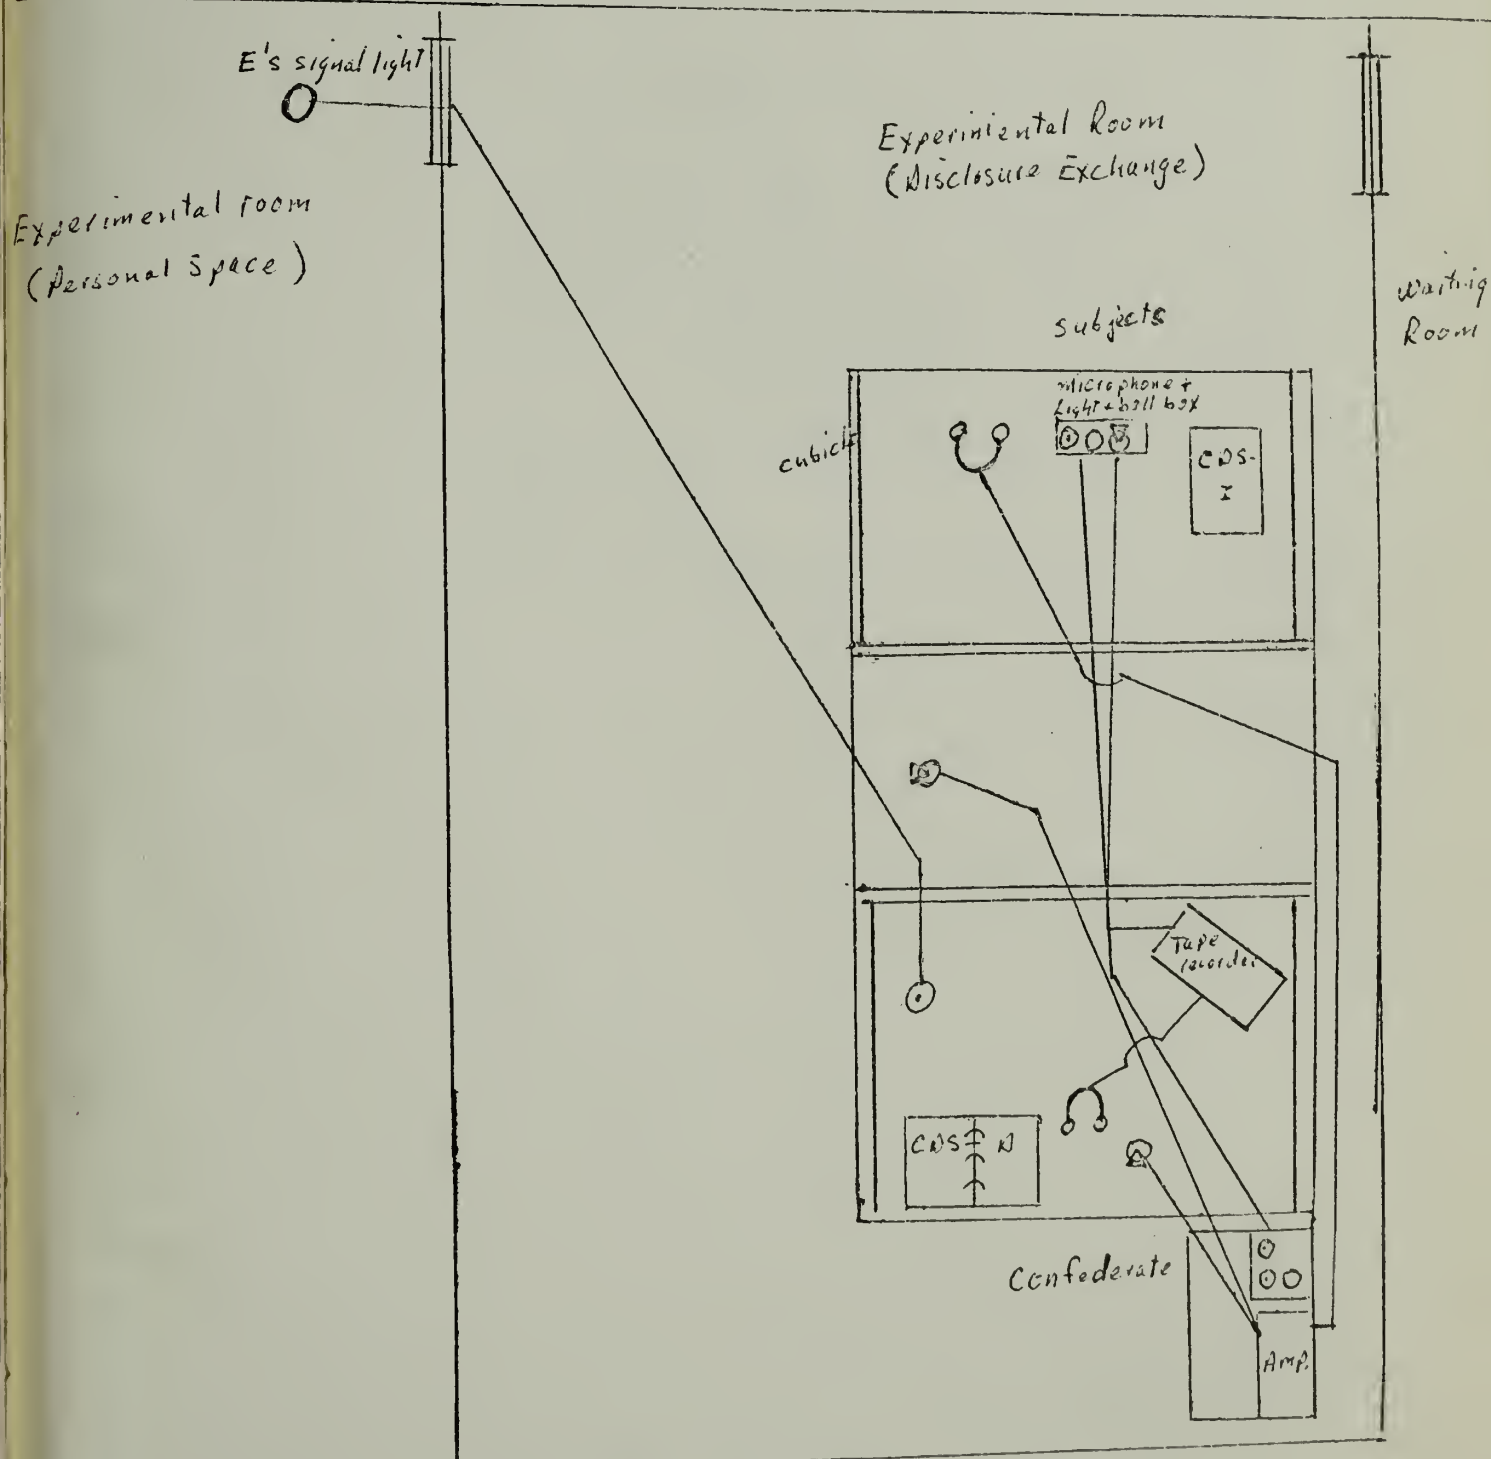 E's signal light
Experimental Room
(Disclosure Exchange)
Experimental room
(Personal Space)
Waitig
Room
subjects
microphone +
Light + bell box
cubicle
CDS-
I
Tape
recorder
CDS D
Confederate
Amp.